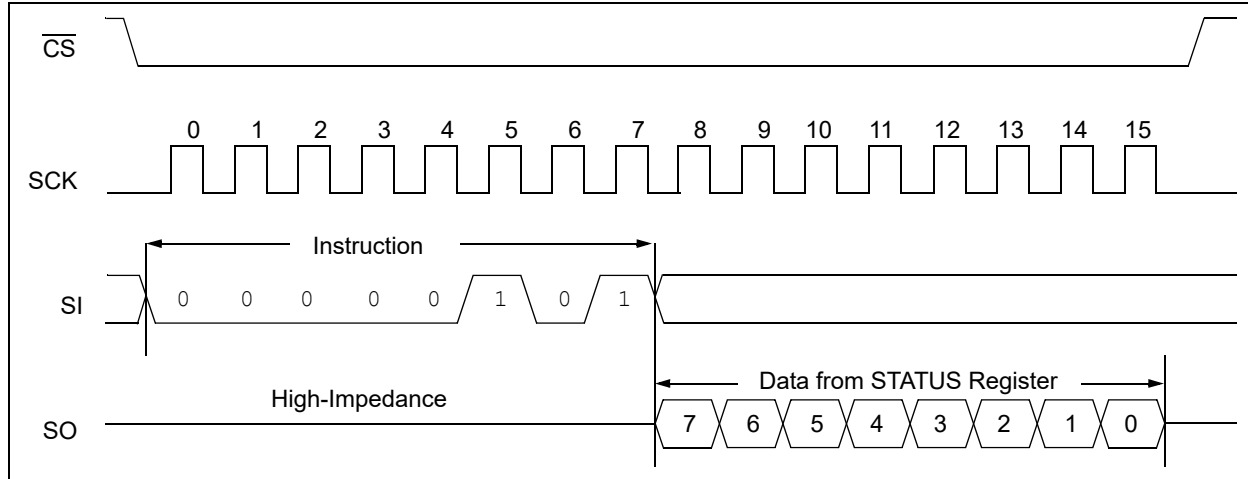 CS
0 1 2 3 4 5 6 7 8 9 10 11 12 13 14 15
SCK
Instruction
SI 0 0 0 0 0 1 0 1
Data from STATUS Register
High-Impedance
SO 7 6 5 4 3 2 1 0